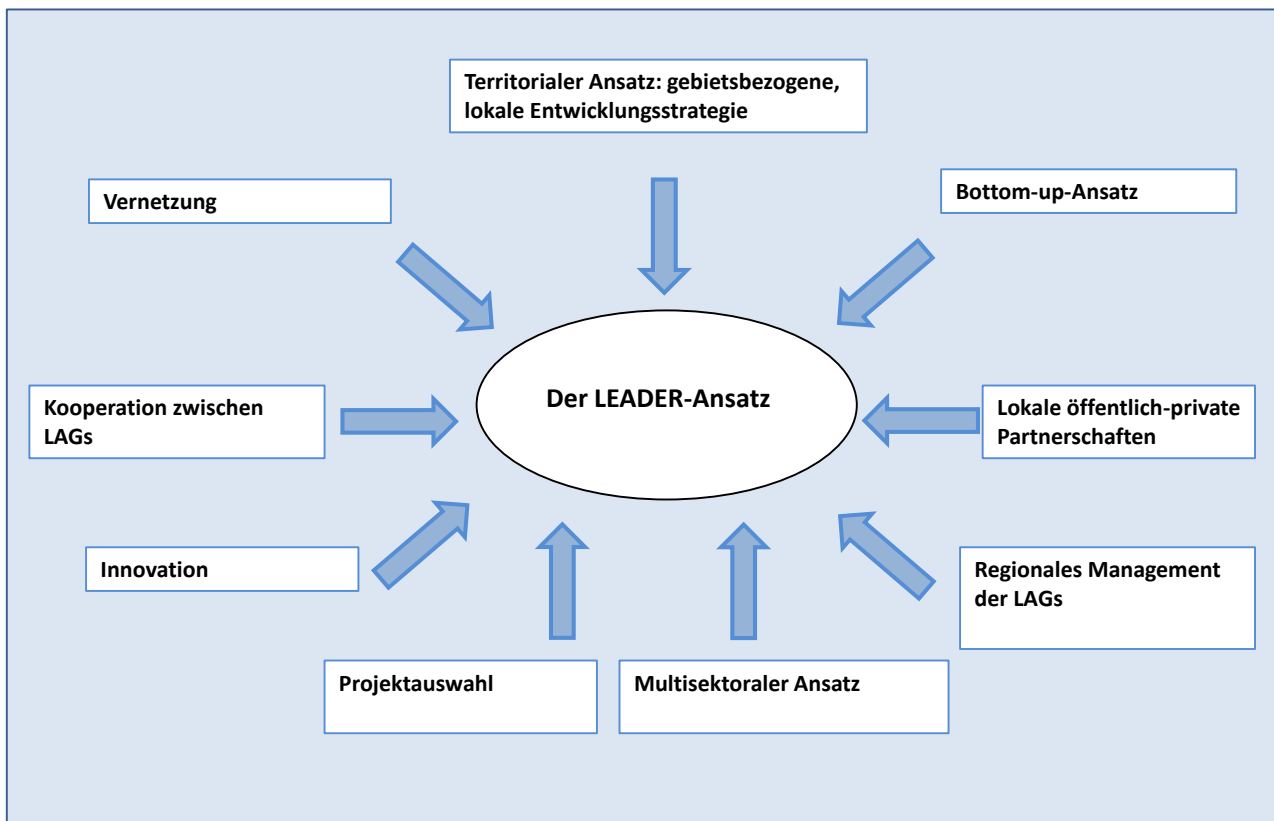 Territorialer Ansatz: gebietsbezogene,
lokale Entwicklungsstrategie
Vernetzung
Bottom-up-Ansatz
Der LEADER-Ansatz
Kooperation zwischen
LAGs
Lokale öffentlich-private
Partnerschaften
Innovation
Regionales Management
der LAGs
Projektauswahl
Multisektoraler Ansatz